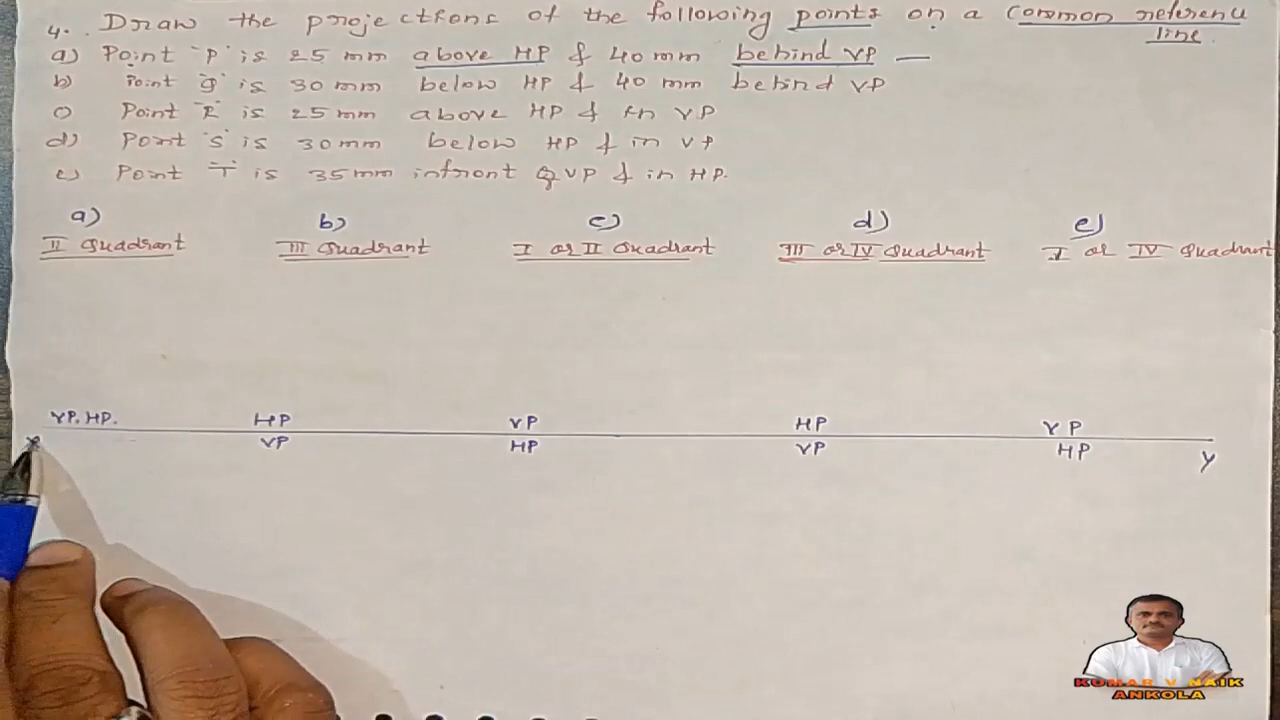 4. Draw the projections of the following points on a common reference line.
a) Point 'P' is 25 mm above HP & 40 mm behind VP —
b) Point 'Q' is 30 mm below HP & 40 mm behind VP
c) Point 'R' is 25 mm above HP & in VP
d) Point 'S' is 30 mm below HP & in VP
e) Point 'T' is 35 mm infront of VP & in HP.
a) b) c) d) e)
II Quadrant III Quadrant I or II Quadrant III or IV Quadrant I or IV Quadrant
VP. HP. HP VP HP VP
X VP HP VP HP Y
KUMAR V NAIK
ANKOLA